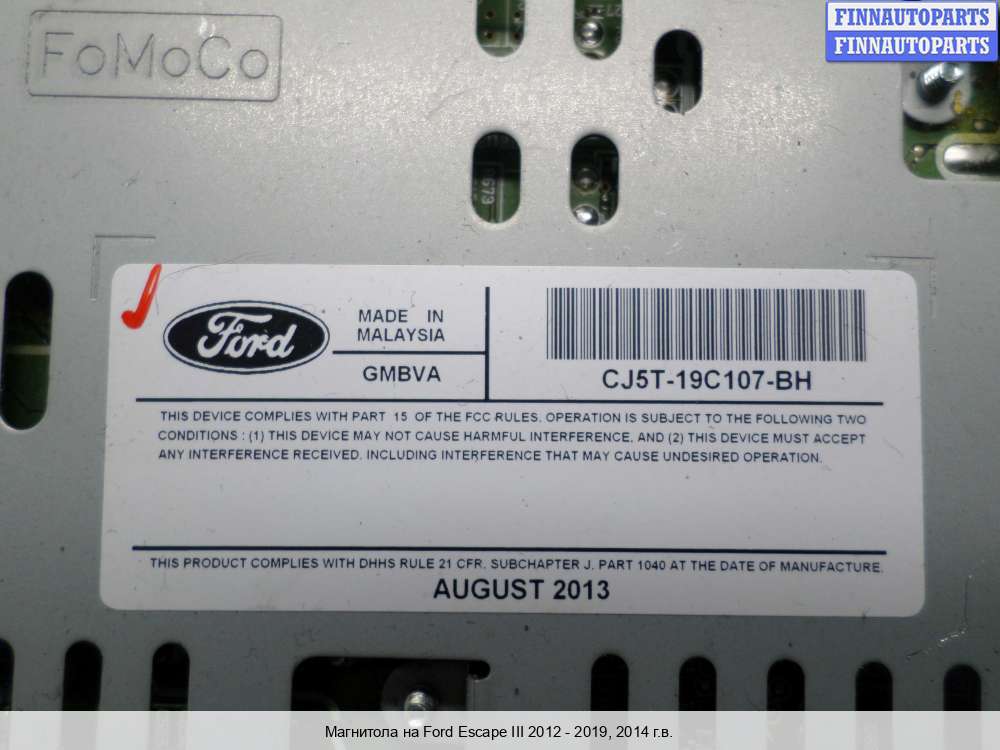 FoMoCo
FINNAUTOPARTS
FINNAUTOPARTS
Ford
MADE IN
MALAYSIA
GMBVA
CJ5T-19C107-BH
THIS DEVICE COMPLIES WITH PART 15 OF THE FCC RULES. OPERATION IS SUBJECT TO THE FOLLOWING TWO
CONDITIONS : (1) THIS DEVICE MAY NOT CAUSE HARMFUL INTERFERENCE, AND (2) THIS DEVICE MUST ACCEPT
ANY INTERFERENCE RECEIVED, INCLUDING INTERFERENCE THAT MAY CAUSE UNDESIRED OPERATION.
THIS PRODUCT COMPLIES WITH DHHS RULE 21 CFR, SUBCHAPTER J, PART 1040 AT THE DATE OF MANUFACTURE.
AUGUST 2013
Магнитола на Ford Escape III 2012 - 2019, 2014 г.в.